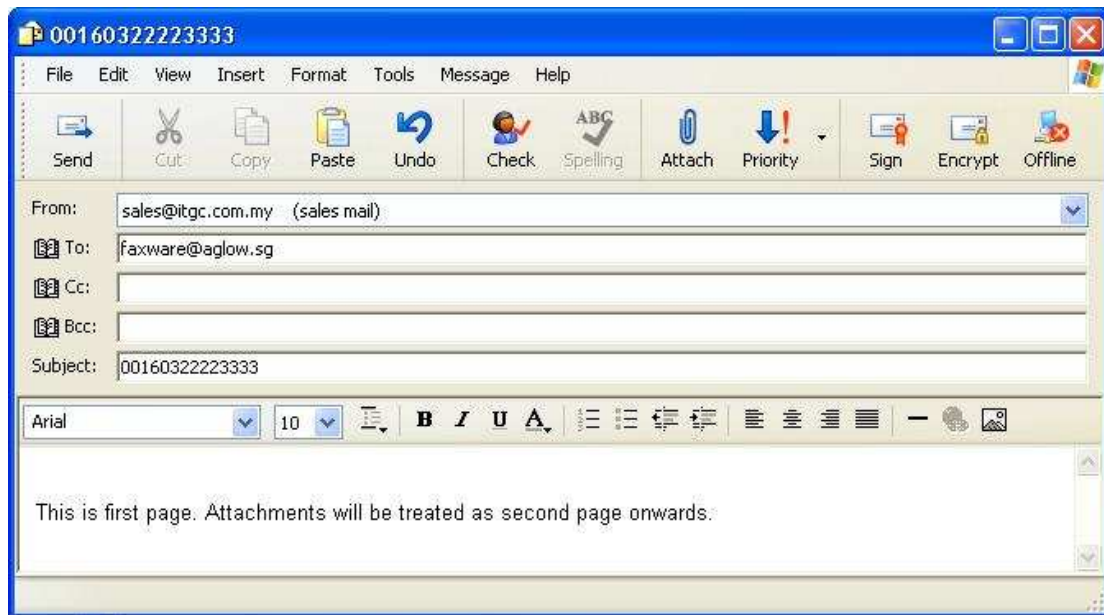 00160322223333
File Edit View Insert Format Tools Message Help
ABC
Send Cut Copy Paste Undo Check Spelling Attach Priority Sign Encrypt Offline
From: sales@itgc.com.my (sales mail)
To: faxware@aglow.sg
Cc:
Bcc:
Subject: 00160322223333
Arial 10 B I U A
This is first page. Attachments will be treated as second page onwards.